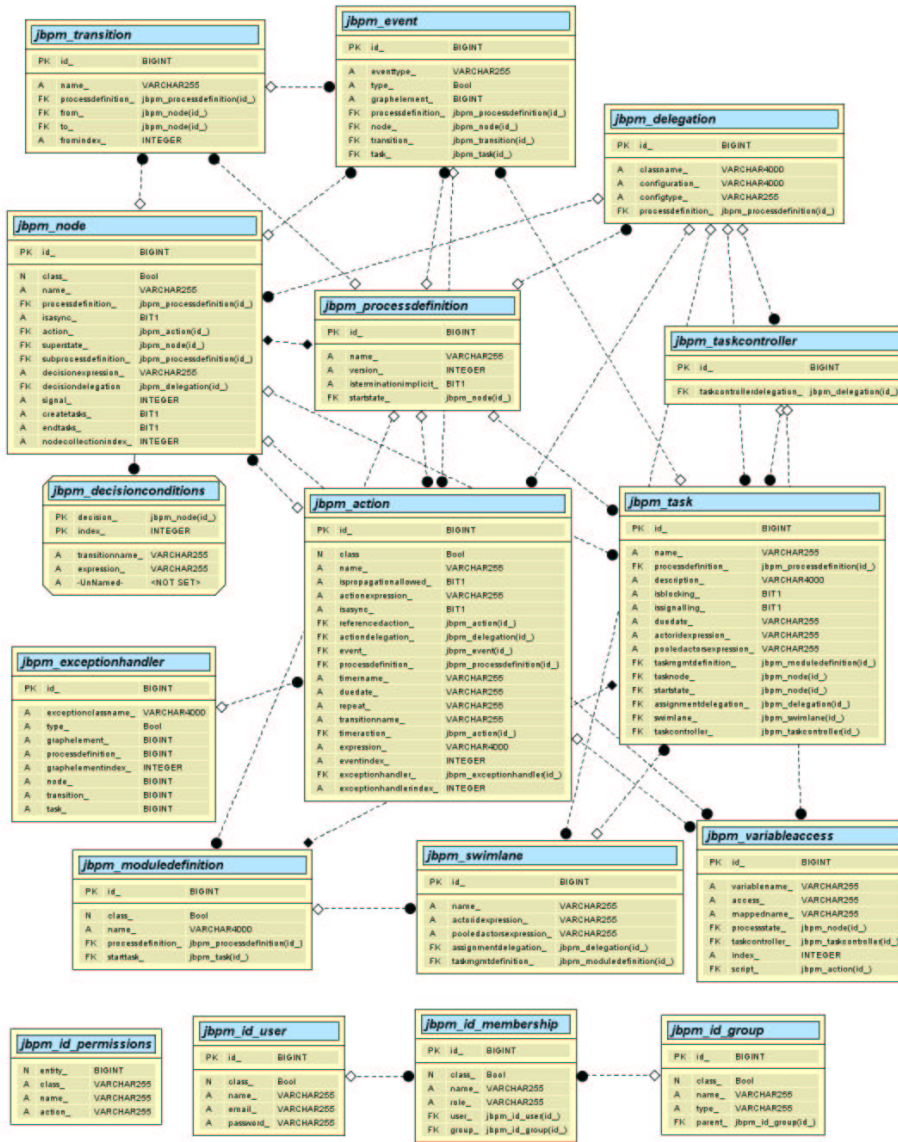 jbpm_transition
PK id_ BIGINT
A name_ VARCHAR255
FK processdefinition_ jbpm_processdefinition(id_)
FK from_ jbpm_node(id_)
FK to_ jbpm_node(id_)
A fromindex_ INTEGER
jbpm_event
PK id_ BIGINT
A eventtype_ VARCHAR255
A type_ Bool
A graphelement_ BIGINT
FK processdefinition_ jbpm_processdefinition(id_)
FK node_ jbpm_node(id_)
FK transition_ jbpm_transition(id_)
FK task_ jbpm_task(id_)
jbpm_delegation
PK id_ BIGINT
A classname_ VARCHAR4000
A configuration_ VARCHAR4000
A configtype_ VARCHAR255
FK processdefinition_ jbpm_processdefinition(id_)
jbpm_node
PK id_ BIGINT
N class_ Bool
A name_ VARCHAR255
FK processdefinition_ jbpm_processdefinition(id_)
A isasync_ BIT1
FK action_ jbpm_action(id_)
FK superstate_ jbpm_node(id_)
FK subprocessdefinition_ jbpm_processdefinition(id_)
A decisionexpression_ VARCHAR255
FK decisiondelegation jbpm_delegation(id_)
A signal_ INTEGER
A createtasks_ BIT1
A endtasks_ BIT1
A nodecollectionindex_ INTEGER
jbpm_processdefinition
PK id_ BIGINT
A name_ VARCHAR255
A version_ INTEGER
A isterminationimplicit_ BIT1
FK startstate_ jbpm_node(id_)
jbpm_taskcontroller
PK id_ BIGINT
FK taskcontrollerdelegation_ jbpm_delegation(id_)
jbpm_decisionconditions
PK decision_ jbpm_node(id_)
PK index_ INTEGER
A transitionname_ VARCHAR255
A expression_ VARCHAR255
A -UnNamed- <NOT SET>
jbpm_action
PK id_ BIGINT
N class Bool
A name_ VARCHAR255
A ispropagationallowed_ BIT1
A actionexpression_ VARCHAR255
A isasync_ BIT1
FK referencedaction_ jbpm_action(id_)
FK actiondelegation_ jbpm_delegation(id_)
FK event_ jbpm_event(id_)
FK processdefinition_ jbpm_processdefinition(id_)
A timername_ VARCHAR255
A duedate_ VARCHAR255
A repeat_ VARCHAR255
A transitionname_ VARCHAR255
FK timeraction_ jbpm_action(id_)
A expression_ VARCHAR4000
A eventindex_ INTEGER
FK exceptionhandler_ jbpm_exceptionhandler(id_)
A exceptionhandlerindex_ INTEGER
jbpm_task
PK id_ BIGINT
A name_ VARCHAR255
FK processdefinition_ jbpm_processdefinition(id_)
A description_ VARCHAR4000
A isblocking_ BIT1
A issignalling_ BIT1
A duedate_ VARCHAR255
A actoridexpression_ VARCHAR255
A pooledactorsexpression_ VARCHAR255
FK taskmgmtdefinition_ jbpm_moduledefinition(id_)
FK tasknode_ jbpm_node(id_)
FK startstate_ jbpm_node(id_)
FK assignmentdelegation_ jbpm_delegation(id_)
FK swimlane_ jbpm_swimlane(id_)
FK taskcontroller_ jbpm_taskcontroller(id_)
jbpm_exceptionhandler
PK id_ BIGINT
A exceptionclassname_ VARCHAR4000
A type_ Bool
A graphelement_ BIGINT
A processdefinition_ BIGINT
A graphelementindex_ INTEGER
A node_ BIGINT
A transition_ BIGINT
A task_ BIGINT
jbpm_moduledefinition
PK id_ BIGINT
N class_ Bool
A name_ VARCHAR4000
FK processdefinition_ jbpm_processdefinition(id_)
FK starttask_ jbpm_task(id_)
jbpm_swimlane
PK id_ BIGINT
A name_ VARCHAR255
A actoridexpression_ VARCHAR255
A pooledactorsexpression_ VARCHAR255
FK assignmentdelegation_ jbpm_delegation(id_)
FK taskmgmtdefinition_ jbpm_moduledefinition(id_)
jbpm_variableaccess
PK id_ BIGINT
A variablename_ VARCHAR255
A access_ VARCHAR255
A mappedname_ VARCHAR255
FK processstate_ jbpm_node(id_)
FK taskcontroller_ jbpm_taskcontroller(id_)
A index_ INTEGER
FK script_ jbpm_action(id_)
jbpm_id_permissions
N entity_ BIGINT
A class_ VARCHAR255
A name_ VARCHAR255
A action_ VARCHAR255
jbpm_id_user
PK id_ BIGINT
N class_ Bool
A name_ VARCHAR255
A email_ VARCHAR255
A password_ VARCHAR255
jbpm_id_membership
PK id_ BIGINT
N class_ Bool
A name_ VARCHAR255
A role_ VARCHAR255
FK user_ jbpm_id_user(id_)
FK group_ jbpm_id_group(id_)
jbpm_id_group
PK id_ BIGINT
N class_ Bool
A name_ VARCHAR255
A type_ VARCHAR255
FK parent_ jbpm_id_group(id_)